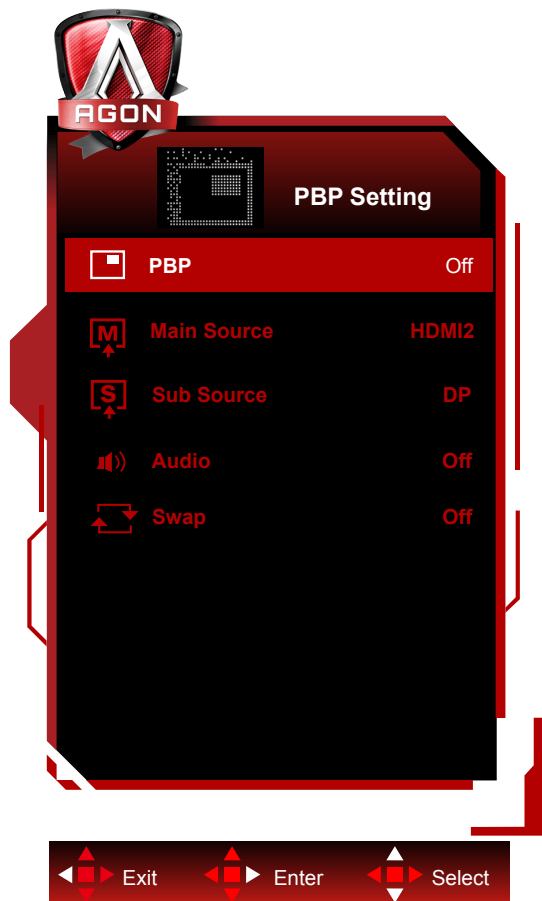 AGON
PBP Setting
PBP Off
M Main Source HDMI2
S Sub Source DP
Audio Off
Swap Off
Exit Enter Select